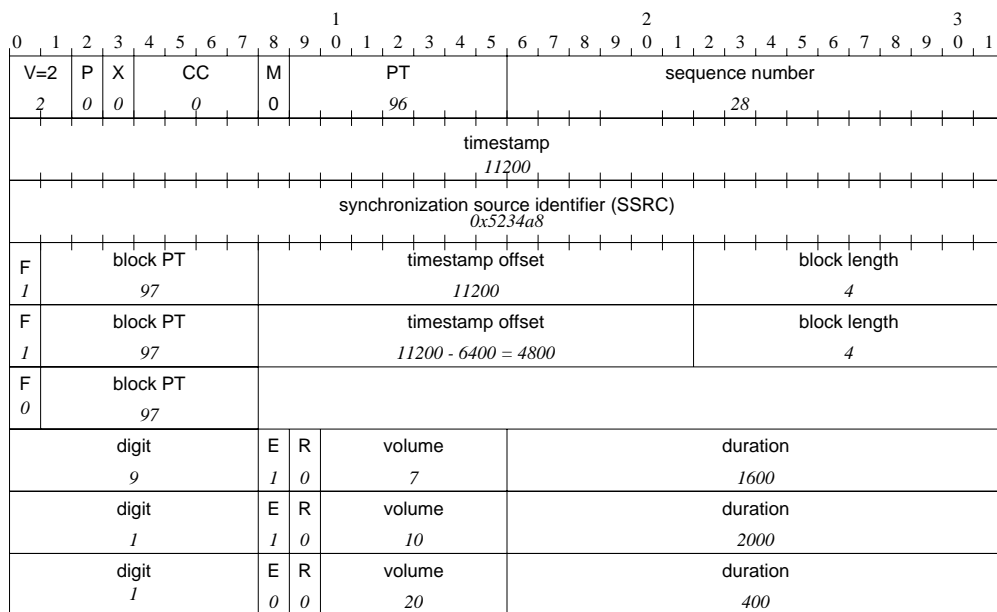 1 2 3
0 1 2 3 4 5 6 7 8 9 0 1 2 3 4 5 6 7 8 9 0 1 2 3 4 5 6 7 8 9 0 1
V=2 P X CC M PT sequence number
2 0 0 0 0 96 28
timestamp
11200
synchronization source identifier (SSRC)
0x5234a8
F block PT timestamp offset block length
1 97 11200 4
F block PT timestamp offset block length
1 97 11200 - 6400 = 4800 4
F block PT
0 97
digit E R volume duration
9 1 0 7 1600
digit E R volume duration
1 1 0 10 2000
digit E R volume duration
1 0 0 20 400